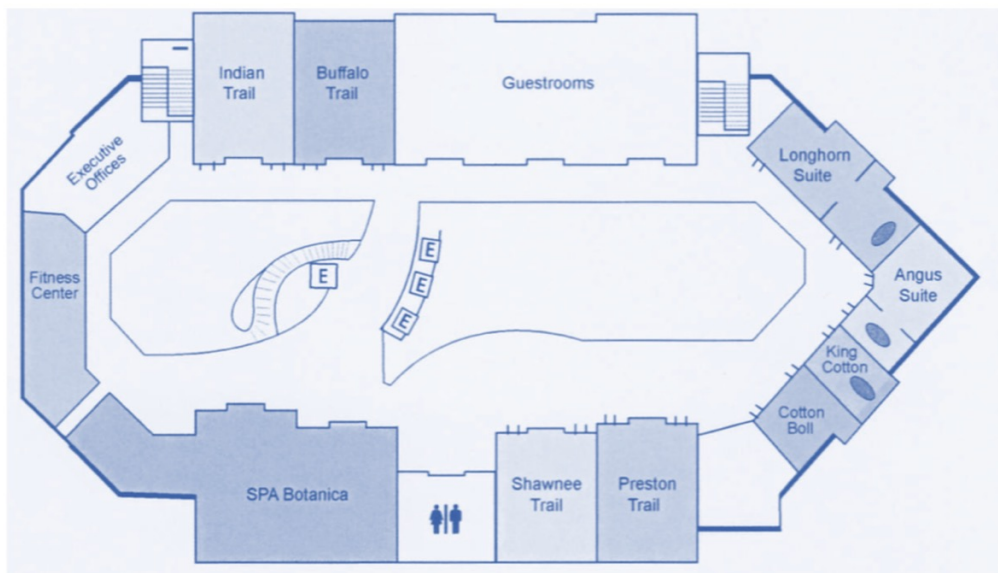 Indian
Trail
Buffalo
Trail
Guestrooms
Executive
Offices
Longhorn
Suite
Fitness
Center
E
E
E
E
Angus
Suite
King
Cotton
Cotton
Boll
SPA Botanica
Shawnee
Trail
Preston
Trail